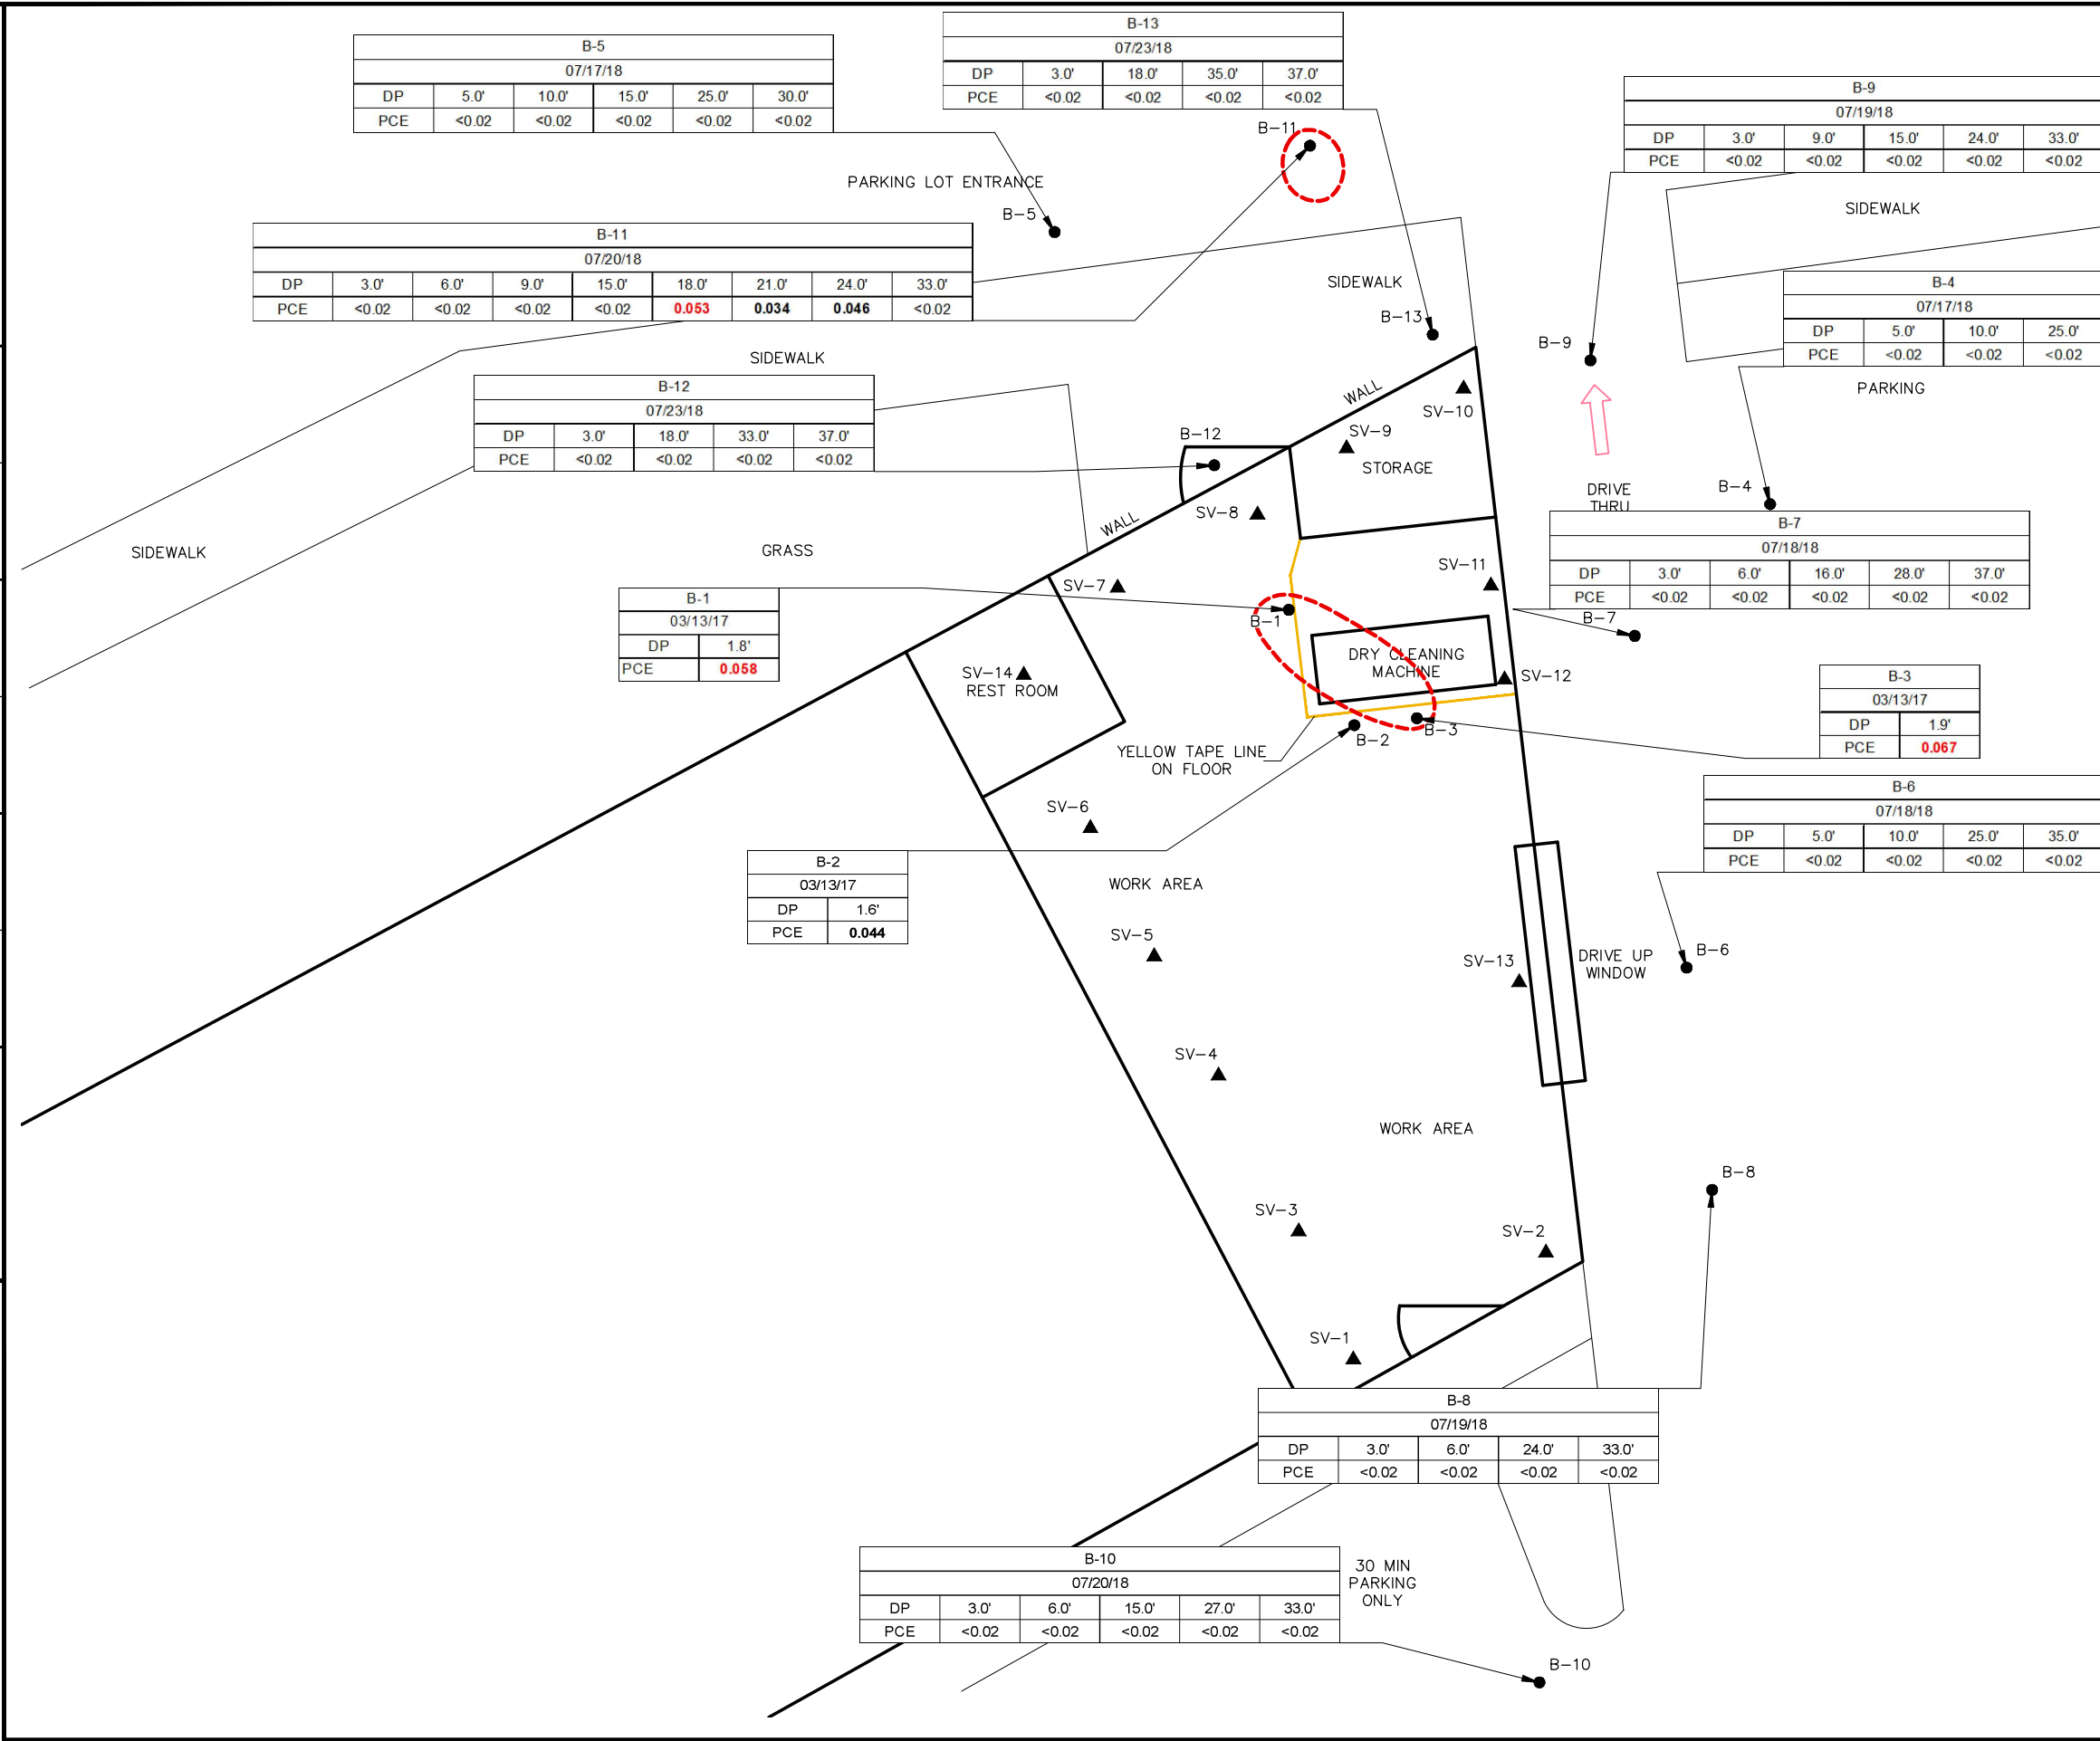 B-5
07/17/18
DP 5.0' 10.0' 15.0' 25.0' 30.0'
PCE <0.02 <0.02 <0.02 <0.02 <0.02
B-13
07/23/18
DP 3.0' 18.0' 35.0' 37.0'
PCE <0.02 <0.02 <0.02 <0.02
B-9
07/19/18
DP 3.0' 9.0' 15.0' 24.0' 33.0'
PCE <0.02 <0.02 <0.02 <0.02 <0.02
B-11
PARKING LOT ENTRANCE
B-5
SIDEWALK
B-11
07/20/18
DP 3.0' 6.0' 9.0' 15.0' 18.0' 21.0' 24.0' 33.0'
PCE <0.02 <0.02 <0.02 <0.02 0.053 0.034 0.046 <0.02
SIDEWALK
B-13
B-9
B-4
07/17/18
DP 5.0' 10.0' 25.0'
PCE <0.02 <0.02 <0.02
SIDEWALK
PARKING
B-12
07/23/18
DP 3.0' 18.0' 33.0' 37.0'
PCE <0.02 <0.02 <0.02 <0.02
WALL
SV-10
SV-9
B-12
STORAGE
DRIVE
THRU
B-4
SV-8
WALL
B-7
07/18/18
DP 3.0' 6.0' 16.0' 28.0' 37.0'
PCE <0.02 <0.02 <0.02 <0.02 <0.02
SIDEWALK
GRASS
SV-7
SV-11
B-1
03/13/17
DP 1.8'
PCE 0.058
B-1
B-7
DRY CLEANING
MACHINE
SV-14
REST ROOM
SV-12
B-3
03/13/17
DP 1.9'
PCE 0.067
B-2
B-3
YELLOW TAPE LINE
ON FLOOR
SV-6
B-6
07/18/18
DP 5.0' 10.0' 25.0' 35.0'
PCE <0.02 <0.02 <0.02 <0.02
B-2
03/13/17
DP 1.6'
PCE 0.044
WORK AREA
SV-5
SV-13
DRIVE UP
WINDOW
B-6
SV-4
WORK AREA
B-8
SV-3
SV-2
SV-1
B-8
07/19/18
DP 3.0' 6.0' 24.0' 33.0'
PCE <0.02 <0.02 <0.02 <0.02
B-10
07/20/18
DP 3.0' 6.0' 15.0' 27.0' 33.0'
PCE <0.02 <0.02 <0.02 <0.02 <0.02
30 MIN
PARKING
ONLY
B-10